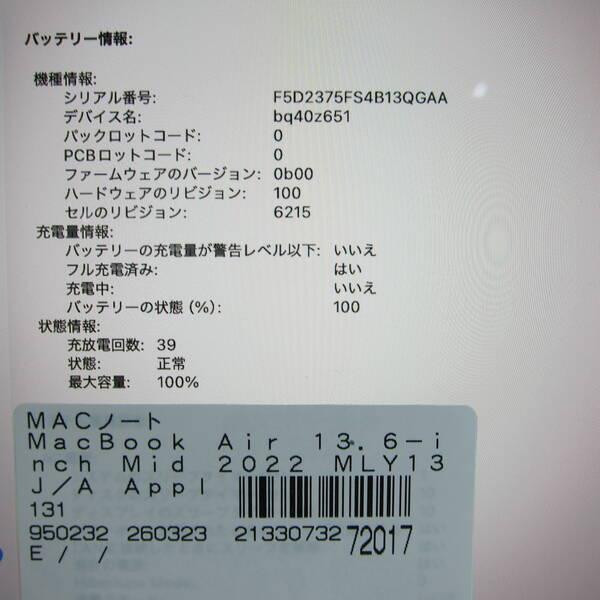 バッテリー情報:
機種情報:
シリアル番号: F5D2375FS4B13QGAA
デバイス名: bq40z651
パックロットコード: 0
PCBロットコード: 0
ファームウェアのバージョン: 0b00
ハードウェアのリビジョン: 100
セルのリビジョン: 6215
充電量情報:
バッテリーの充電量が警告レベル以下: いいえ
フル充電済み: はい
充電中: いいえ
バッテリーの状態 (%): 100
状態情報:
充放電回数: 39
状態: 正常
最大容量: 100%
MACノート
MacBook Air 13.6-i
nch Mid 2022 MLY13
J/A Appl
131
950232 260323 21330732 72017
E / /